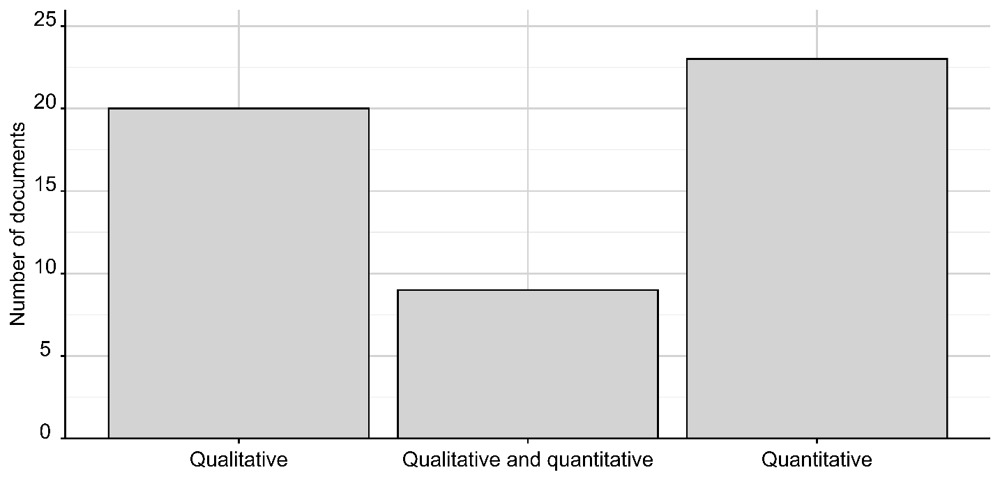 Number of documents
25
20
15
10
5
0
Qualitative
Qualitative and quantitative
Quantitative